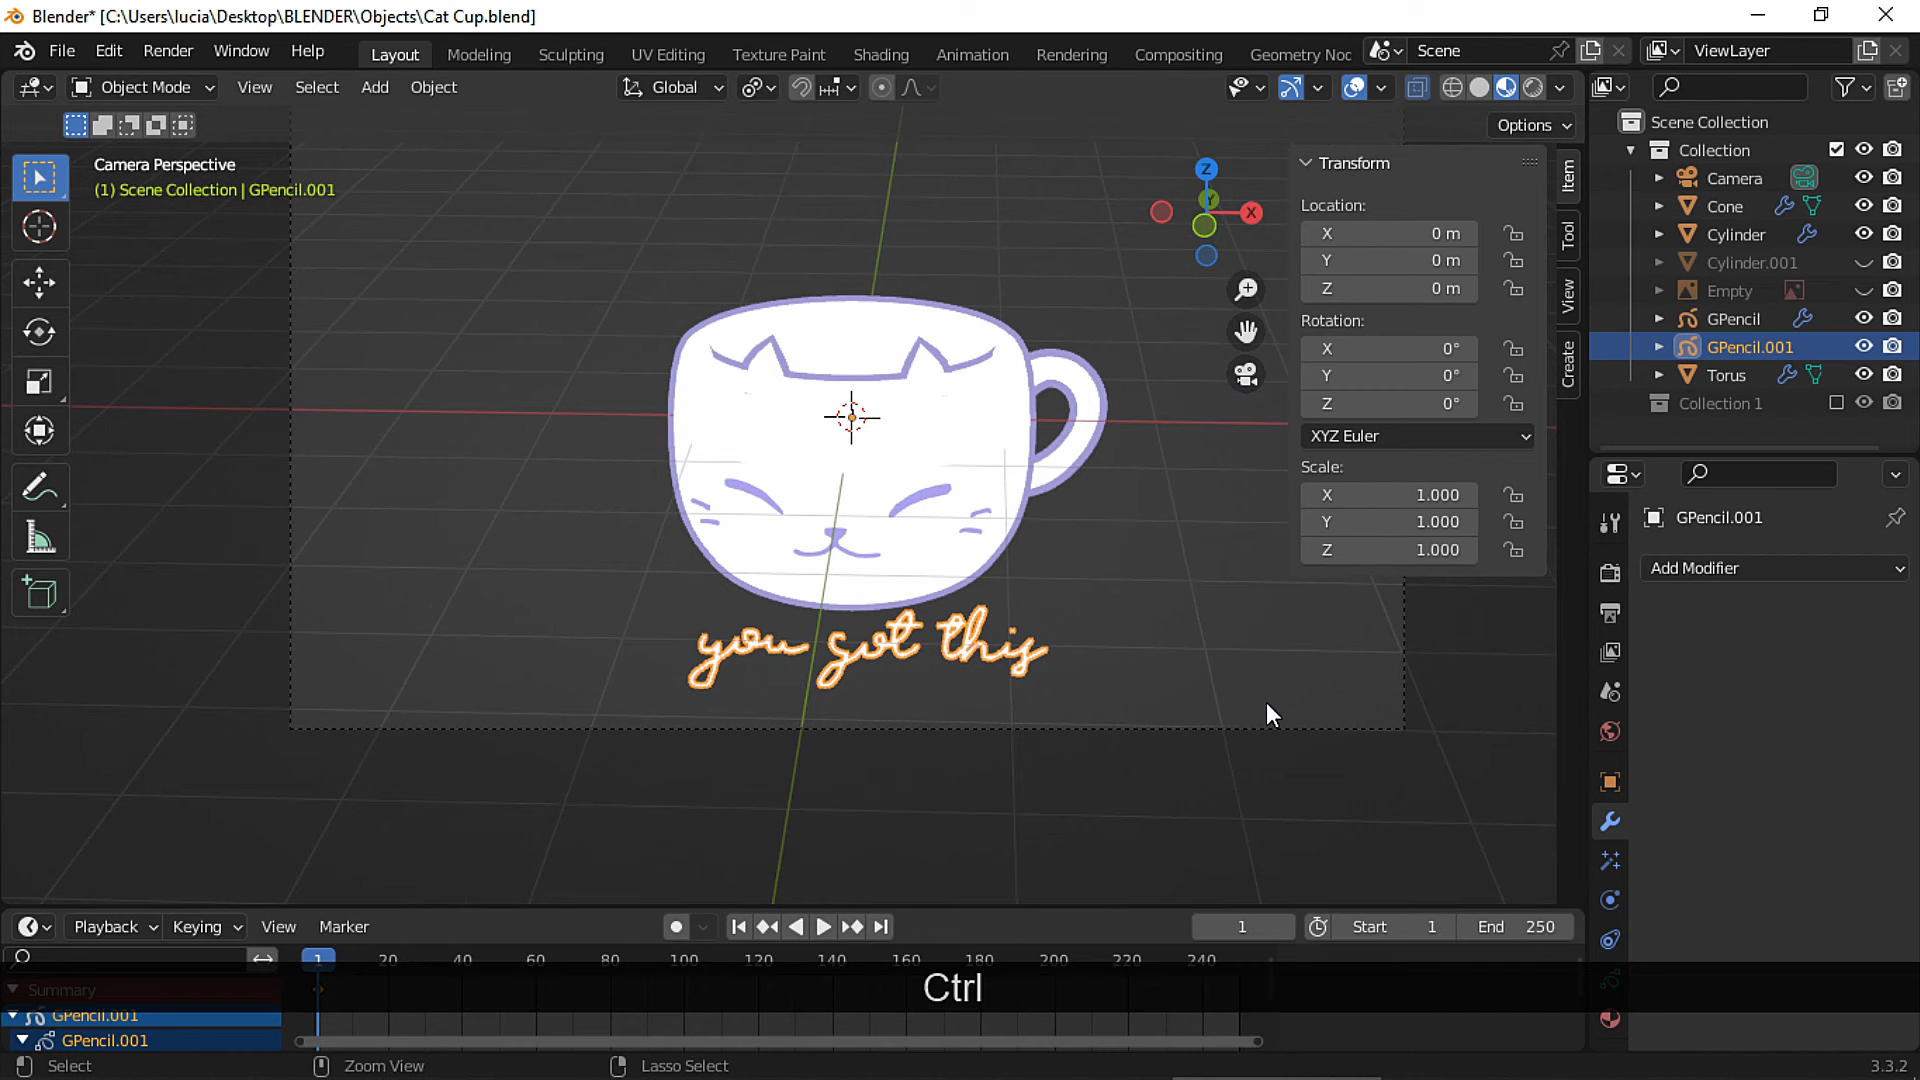 Blender* [C:\Users\lucia\Desktop\BLENDER\Objects\Cat Cup.blend]
File Edit Render Window Help Layout Modeling Sculpting UV Editing Texture Paint Shading Animation Rendering Compositing Geometry Noc Scene ViewLayer
Object Mode View Select Add Object Global
Options
Camera Perspective
(1) Scene Collection | GPencil.001
Z
Y
X
Transform
Location:
X 0 m
Y 0 m
Z 0 m
Rotation:
X 0°
Y 0°
Z 0°
XYZ Euler
Scale:
X 1.000
Y 1.000
Z 1.000
Item
Tool
View
Create
Scene Collection
Collection
Camera
Cone
Cylinder
Cylinder.001
Empty
GPencil
GPencil.001
Torus
Collection 1
GPencil.001
Add Modifier
you got this
Playback Keying View Marker 1 Start 1 End 250
1 20 40 60 80 100 120 140 160 180 200 220 240
Summary
GPencil.001
GPencil.001
Ctrl
Select Zoom View Lasso Select 3.3.2